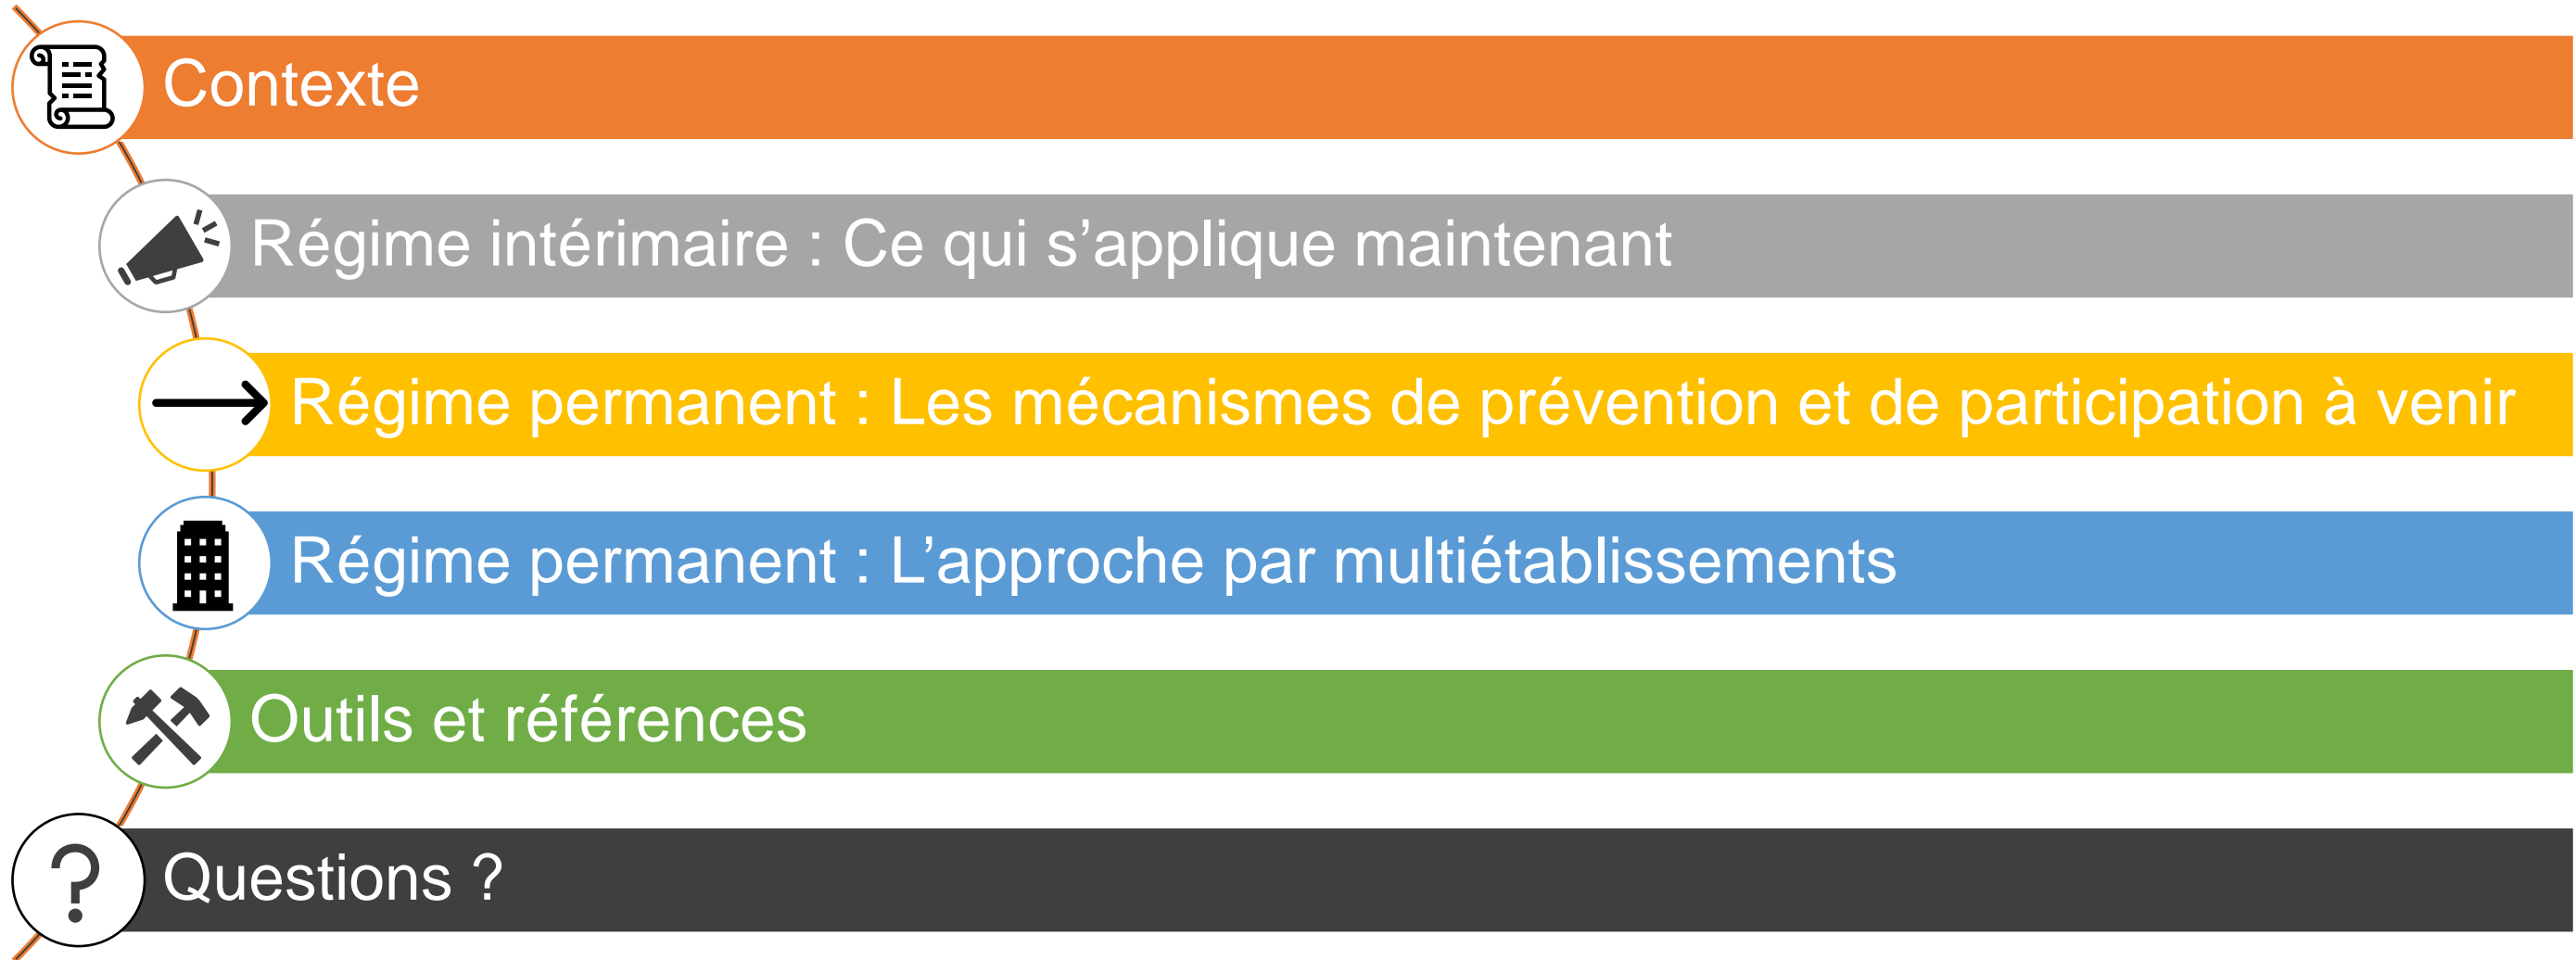 Contexte
Régime intérimaire : Ce qui s’applique maintenant
Régime permanent : Les mécanismes de prévention et de participation à venir
Régime permanent : L’approche par multiétablissements
Outils et références
Questions ?